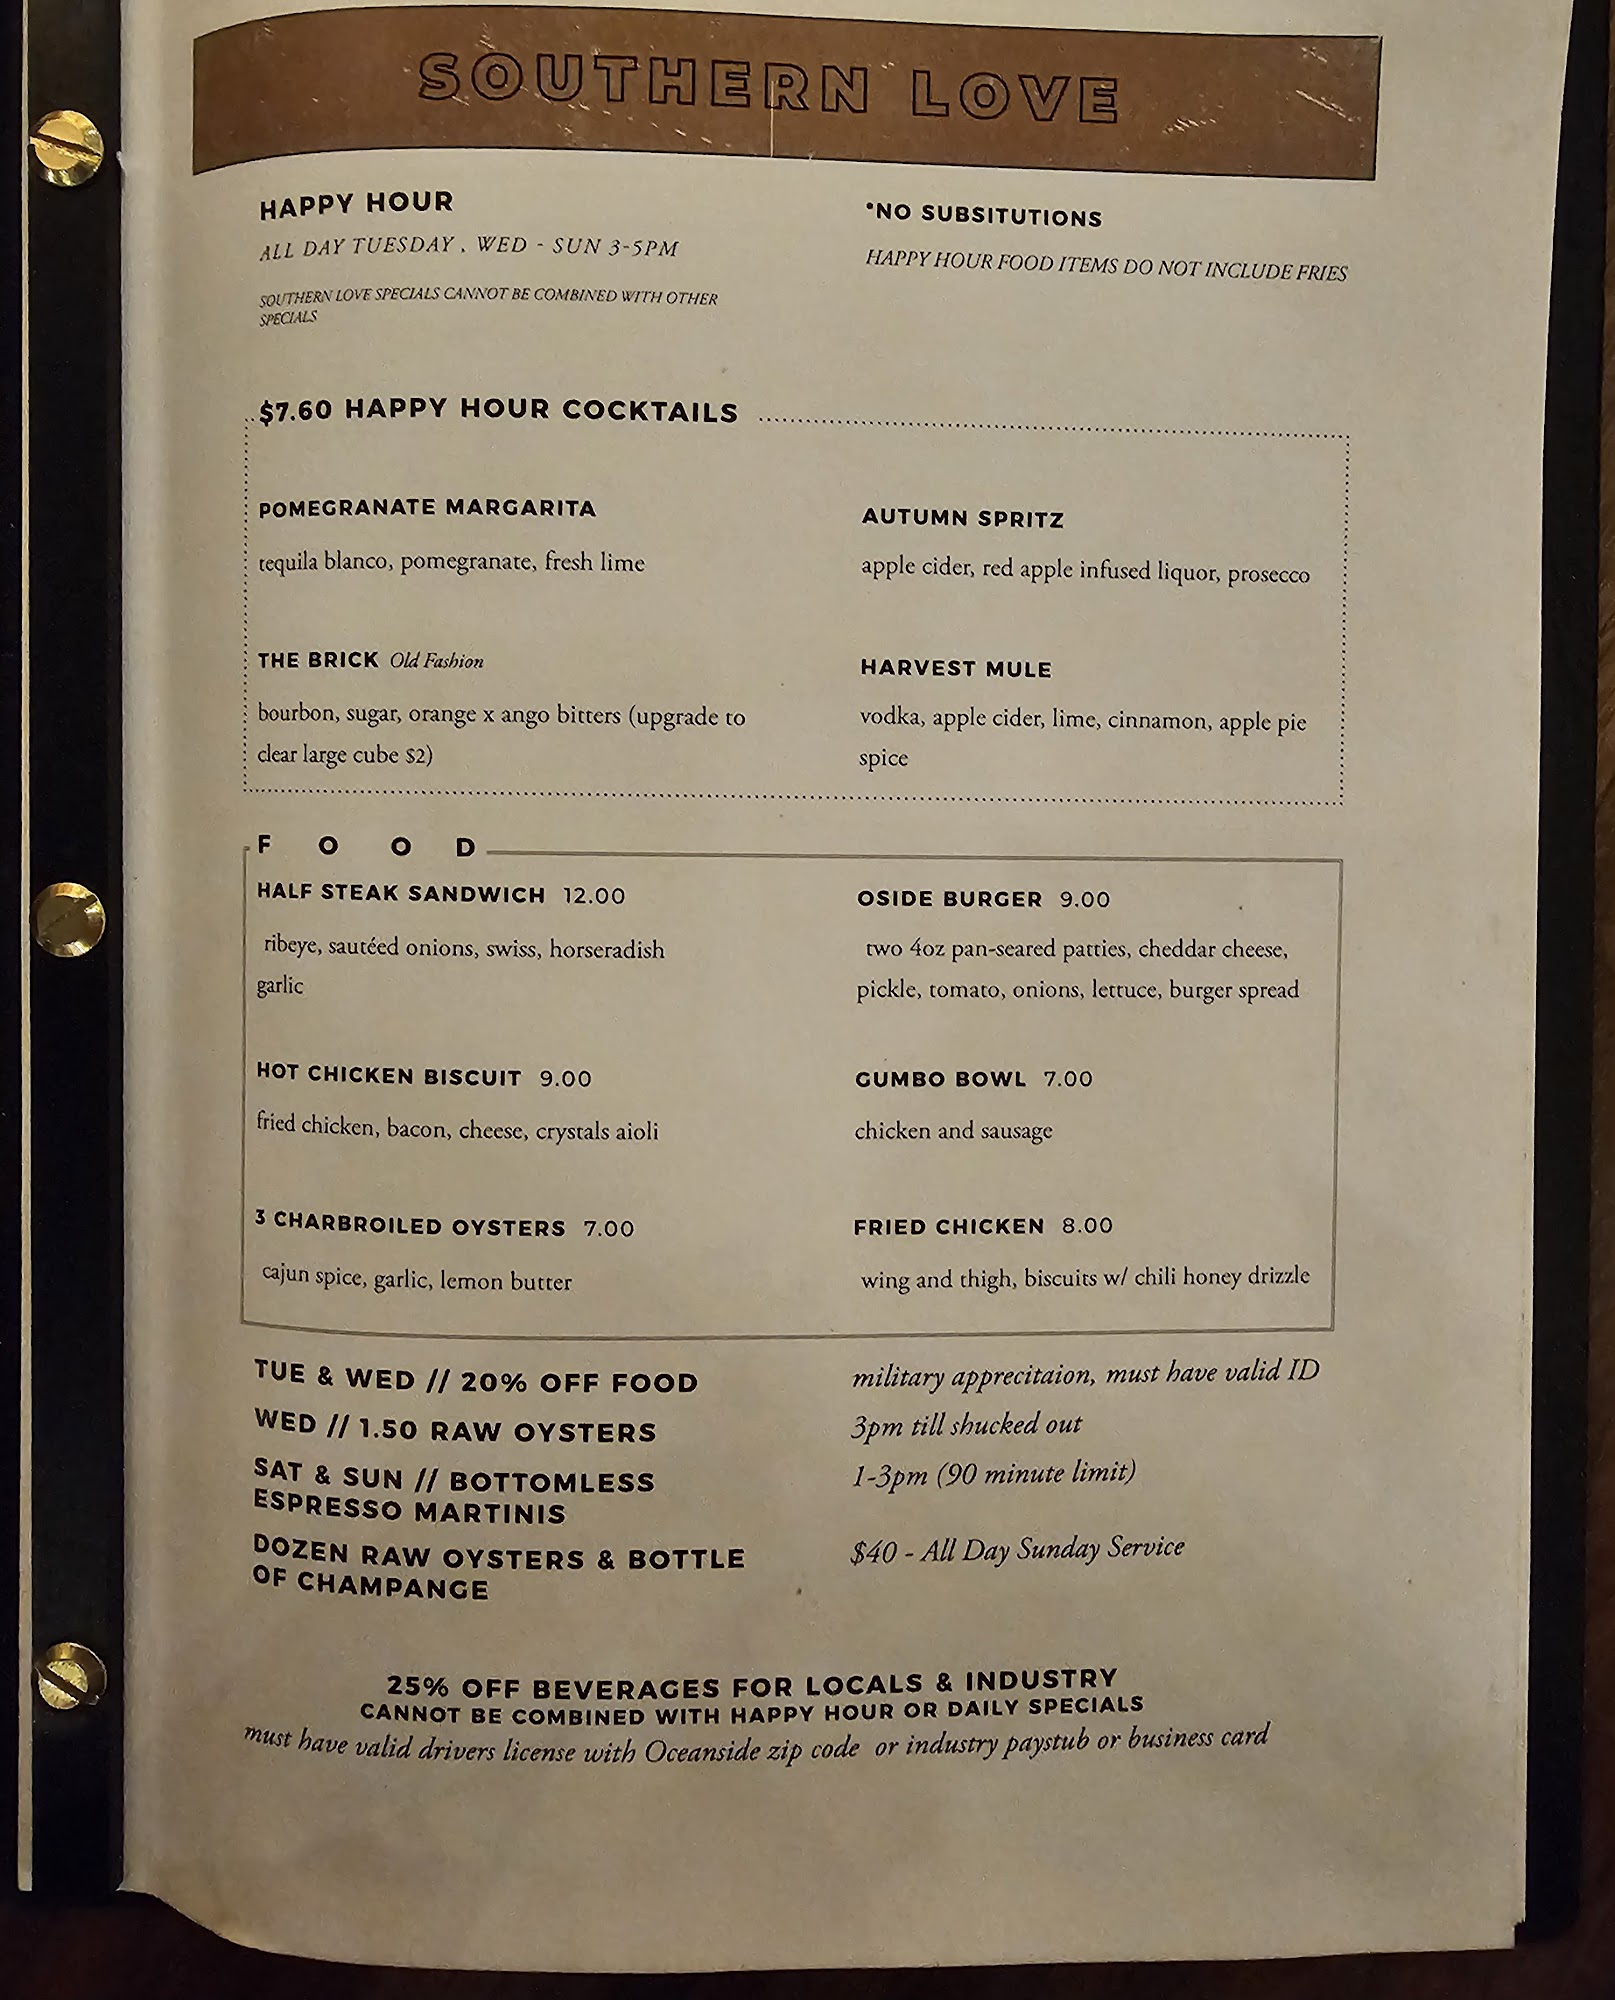 SOUTHERN LOVE
HAPPY HOUR
ALL DAY TUESDAY , WED - SUN 3-5PM
SOUTHERN LOVE SPECIALS CANNOT BE COMBINED WITH OTHER
SPECIALS
*NO SUBSITUTIONS
HAPPY HOUR FOOD ITEMS DO NOT INCLUDE FRIES
$7.60 HAPPY HOUR COCKTAILS
POMEGRANATE MARGARITA
tequila blanco, pomegranate, fresh lime
AUTUMN SPRITZ
apple cider, red apple infused liquor, prosecco
THE BRICK Old Fashion
bourbon, sugar, orange x ango bitters (upgrade to
clear large cube $2)
HARVEST MULE
vodka, apple cider, lime, cinnamon, apple pie
spice
FOOD
HALF STEAK SANDWICH 12.00
ribeye, sautéed onions, swiss, horseradish
garlic
OSIDE BURGER 9.00
two 4oz pan-seared patties, cheddar cheese,
pickle, tomato, onions, lettuce, burger spread
HOT CHICKEN BISCUIT 9.00
fried chicken, bacon, cheese, crystals aioli
GUMBO BOWL 7.00
chicken and sausage
3 CHARBROILED OYSTERS 7.00
cajun spice, garlic, lemon butter
FRIED CHICKEN 8.00
wing and thigh, biscuits w/ chili honey drizzle
TUE & WED // 20% OFF FOOD
military apprecitaion, must have valid ID
WED // 1.50 RAW OYSTERS
3pm till shucked out
SAT & SUN // BOTTOMLESS
ESPRESSO MARTINIS
1-3pm (90 minute limit)
DOZEN RAW OYSTERS & BOTTLE
OF CHAMPANGE
$40 - All Day Sunday Service
25% OFF BEVERAGES FOR LOCALS & INDUSTRY
CANNOT BE COMBINED WITH HAPPY HOUR OR DAILY SPECIALS
must have valid drivers license with Oceanside zip code or industry paystub or business card